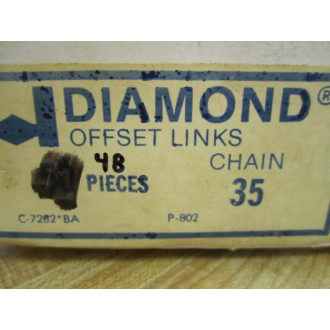 DIAMOND®
OFFSET LINKS
48 PIECES
CHAIN 35
C-7282*BA
P-802